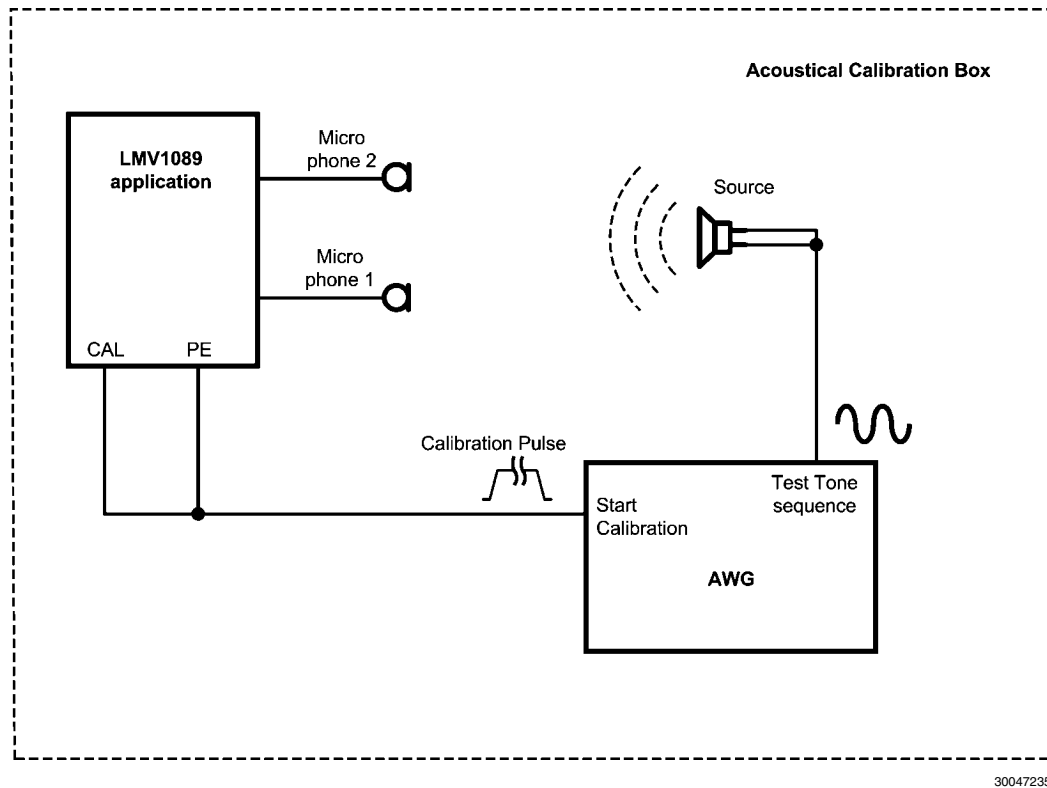 Acoustical Calibration Box
LMV1089
application
Micro
phone 2
Source
Micro
phone 1
CAL
PE
Calibration Pulse
Start
Calibration
Test Tone
sequence
AWG
30047235